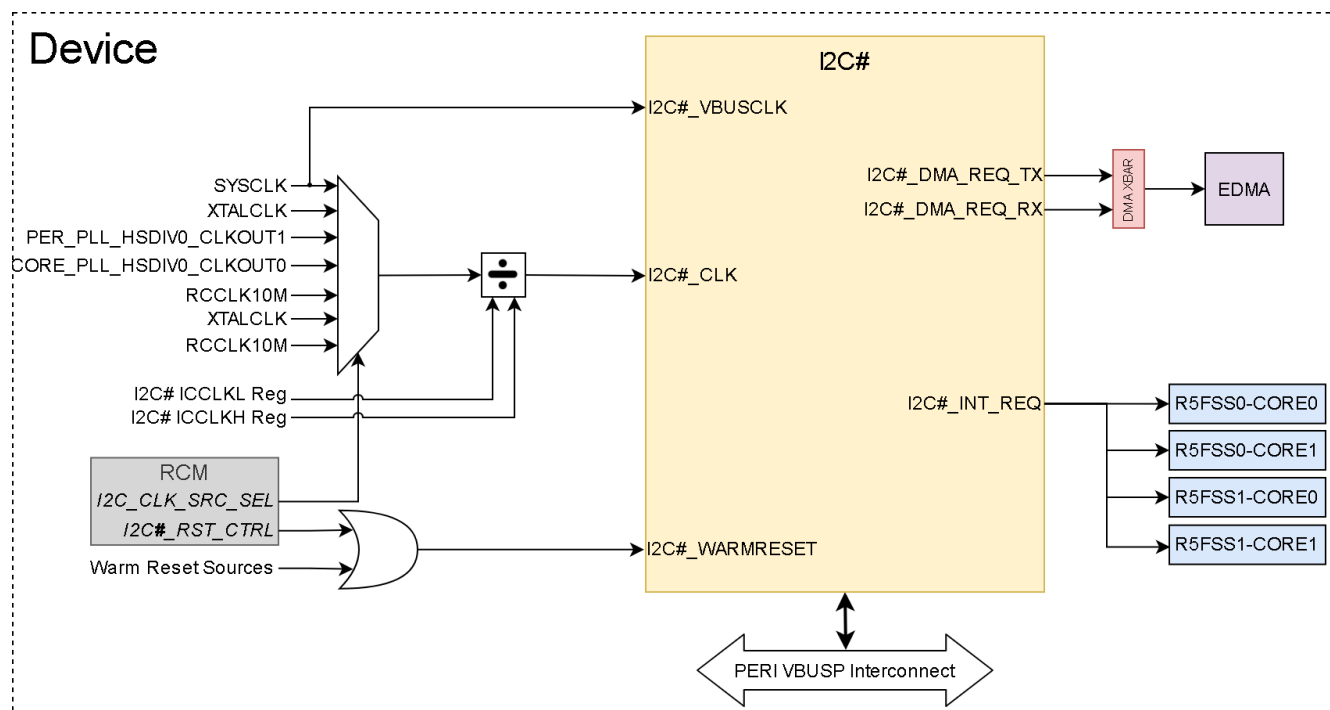 Device
I2C#
I2C#_VBUSCLK
SYSCLK
XTALCLK
PER_PLL_HSDIV0_CLKOUT1
CORE_PLL_HSDIV0_CLKOUT0
RCCLK10M
XTALCLK
RCCLK10M
I2C#_CLK
I2C# ICCLKL Reg
I2C# ICCLKH Reg
RCM
I2C_CLK_SRC_SEL
I2C#_RST_CTRL
Warm Reset Sources
I2C#_WARMRESET
I2C#_DMA_REQ_TX
I2C#_DMA_REQ_RX
DMA XBAR
EDMA
I2C#_INT_REQ
R5FSS0-CORE0
R5FSS0-CORE1
R5FSS1-CORE0
R5FSS1-CORE1
PERI VBUSP Interconnect